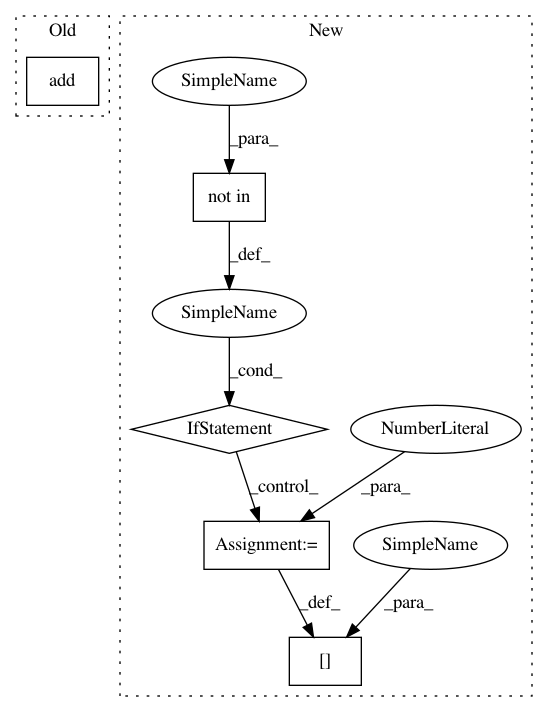 Old
New
add
SimpleName
_para_
not in
_def_
SimpleName
_cond_
IfStatement
NumberLiteral
_control_
_para_
Assignment:=
SimpleName
_def_
_para_
[]